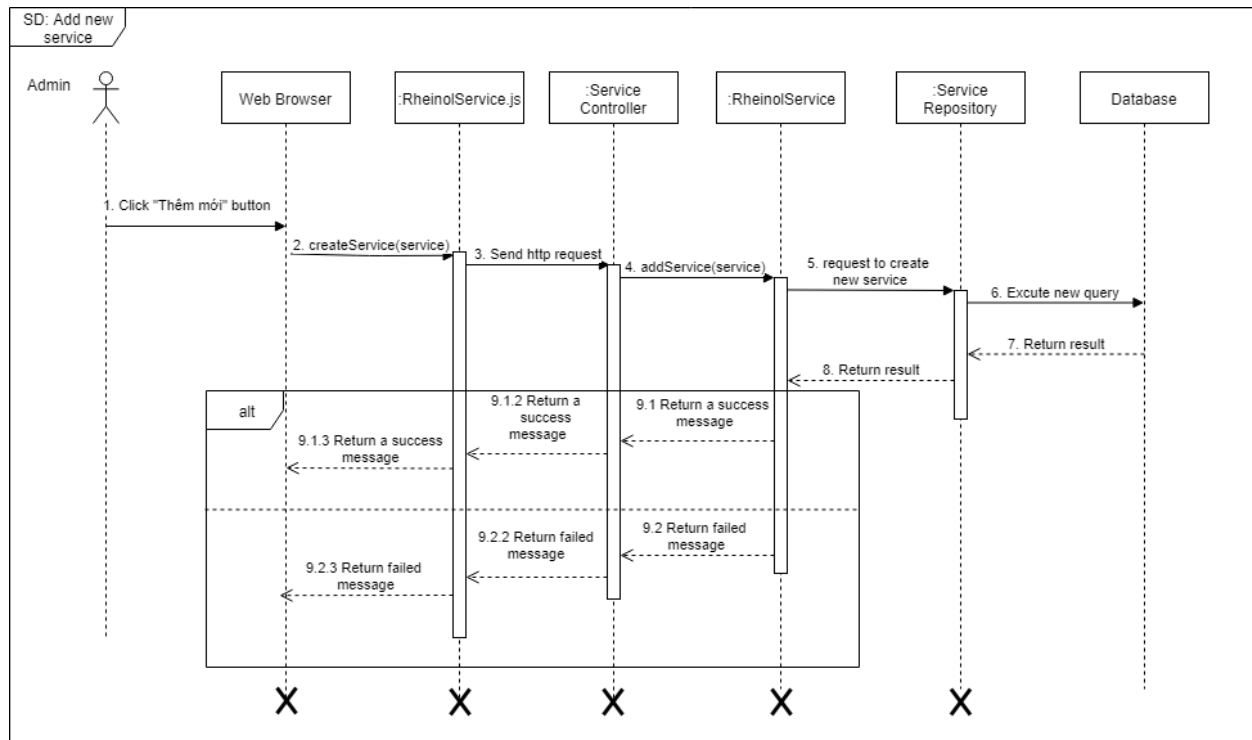 SD: Add new
service
Admin
Web Browser
:RheinolService.js
:Service
Controller
:RheinolService
:Service
Repository
Database
1. Click "Thêm mới" button
2. createService(service)
3. Send http request
4. addService(service)
5. request to create
new service
6. Excute new query
7. Return result
8. Return result
alt
9.1 Return a success
message
9.1.2 Return a
success
message
9.1.3 Return a success
message
9.2 Return failed
message
9.2.2 Return failed
message
9.2.3 Return failed
message